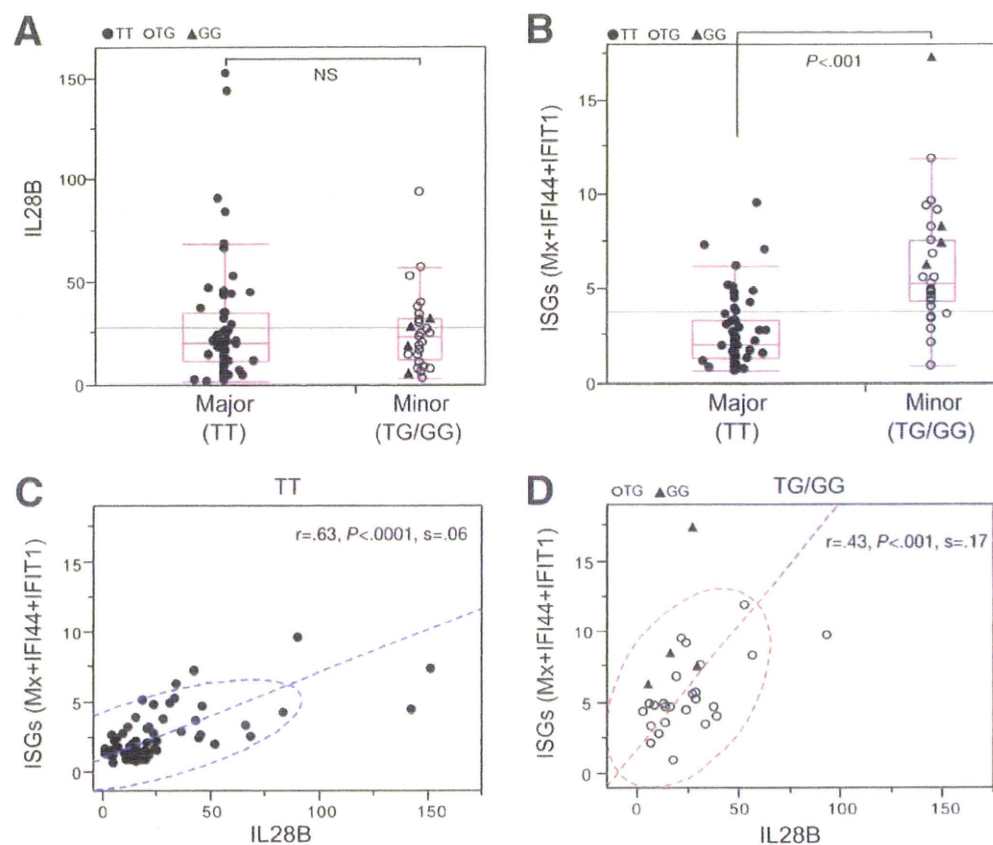 A
●TT ○TG ▲GG
NS
IL28B
150
100
50
0
Major
(TT)
Minor
(TG/GG)
B
●TT ○TG ▲GG
P<.001
ISGs (Mx+IFI44+IFIT1)
15
10
5
0
Major
(TT)
Minor
(TG/GG)
C
TT
r=.63, P<.0001, s=.06
ISGs (Mx+IFI44+IFIT1)
15
10
5
0
0 50 100 150
IL28B
D
TG/GG
○TG ▲GG
r=.43, P<.001, s=.17
ISGs (Mx+IFI44+IFIT1)
15
10
5
0
0 50 100 150
IL28B